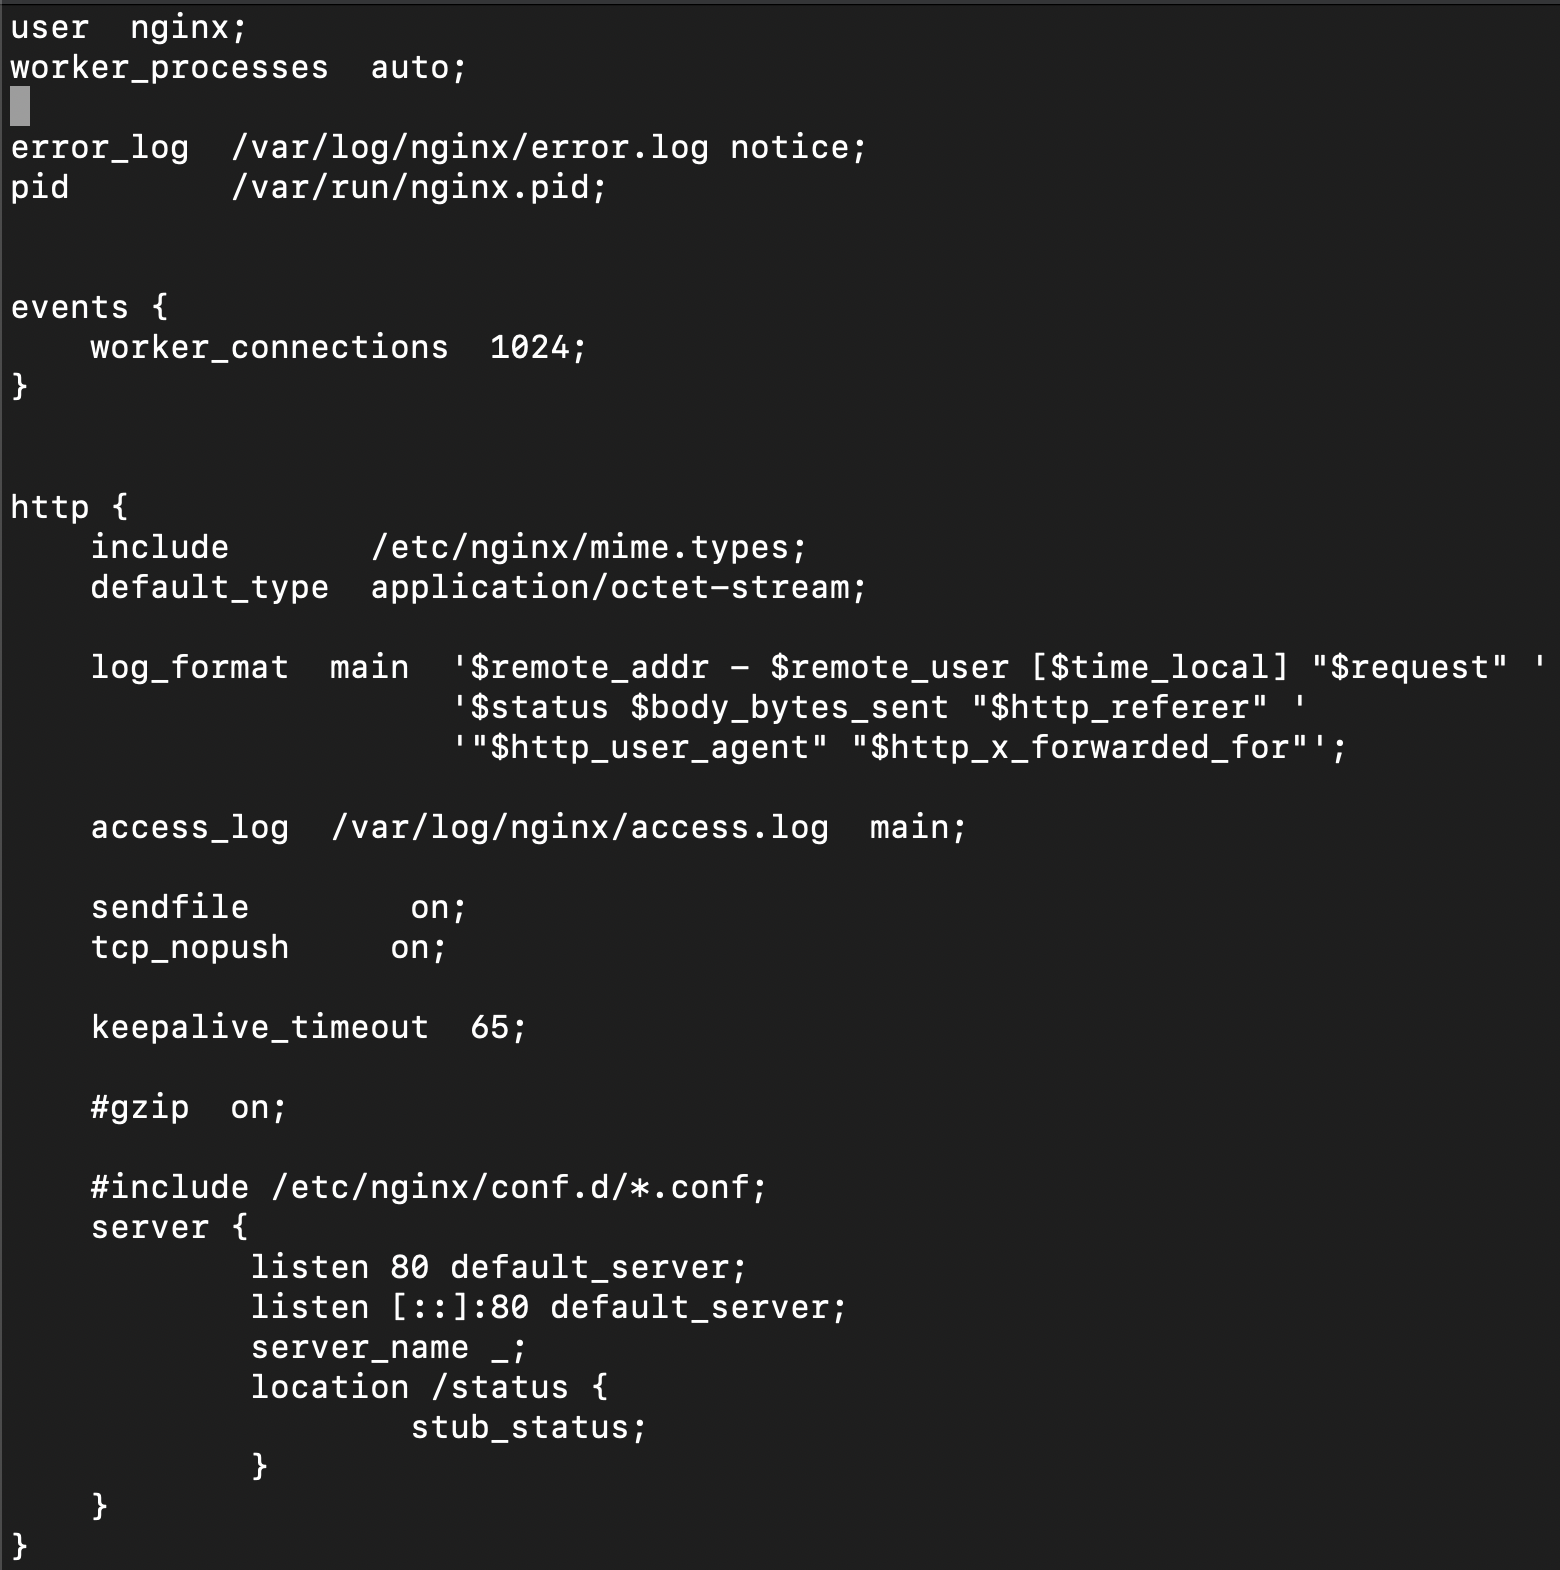 user  nginx;
worker_processes  auto;

error_log  /var/log/nginx/error.log notice;
pid        /var/run/nginx.pid;


events {
    worker_connections  1024;
}


http {
    include       /etc/nginx/mime.types;
    default_type  application/octet-stream;

    log_format  main  '$remote_addr - $remote_user [$time_local] "$request" '
                      '$status $body_bytes_sent "$http_referer" '
                      '"$http_user_agent" "$http_x_forwarded_for"';

    access_log  /var/log/nginx/access.log  main;

    sendfile        on;
    tcp_nopush     on;

    keepalive_timeout  65;

    #gzip  on;

    #include /etc/nginx/conf.d/*.conf;
    server {
            listen 80 default_server;
            listen [::]:80 default_server;
            server_name _;
            location /status {
                    stub_status;
            }
    }
}